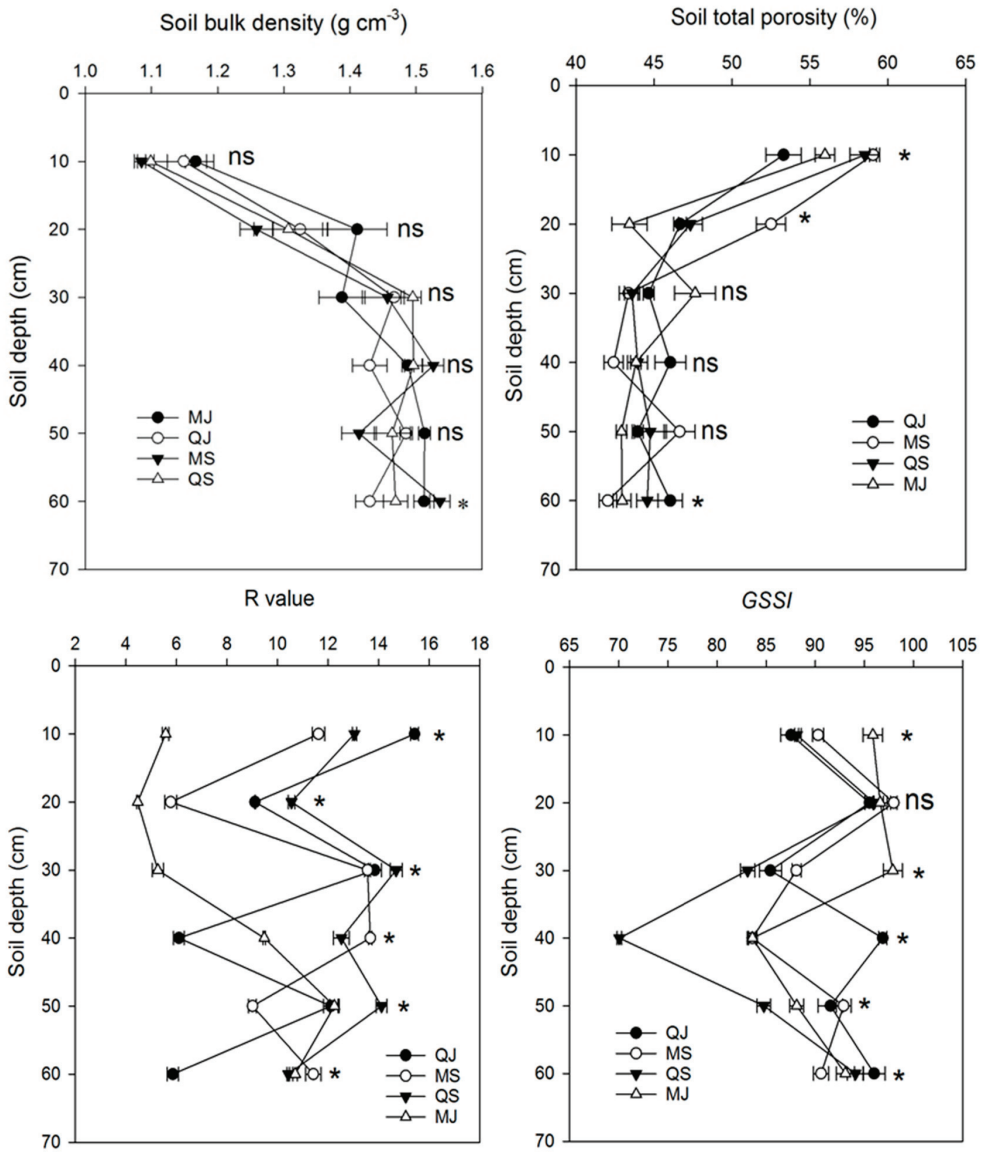 Soil bulk density (g cm-3)
1.0 1.1 1.2 1.3 1.4 1.5 1.6
0
10
20
30
40
50
60
70
Soil depth (cm)
ns
ns
ns
ns
ns
*
MJ
QJ
MS
QS
Soil total porosity (%)
40 45 50 55 60 65
0
10
20
30
40
50
60
70
Soil depth (cm)
*
*
ns
ns
ns
*
QJ
MS
QS
MJ
R value
2 4 6 8 10 12 14 16 18
0
10
20
30
40
50
60
70
Soil depth (cm)
*
*
*
*
*
*
QJ
MS
QS
MJ
GSSI
65 70 75 80 85 90 95 100 105
0
10
20
30
40
50
60
70
Soil depth (cm)
*
ns
*
*
*
*
QJ
MS
QS
MJ